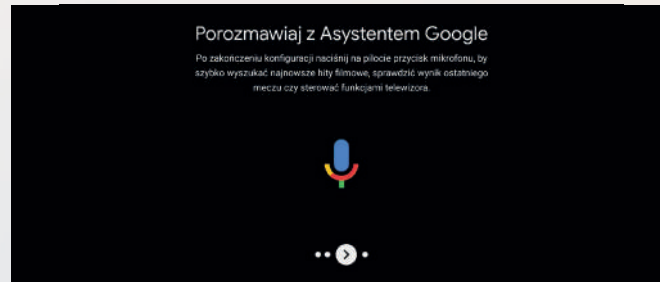 Porozmawiaj z Asystentem Google
Po zakończeniu konfiguracji naciśnij na pilocie przycisk mikrofonu, by
szybko wyszukać najnowsze hity filmowe, sprawdzić wynik ostatniego
meczu czy sterować funkcjami telewizora.